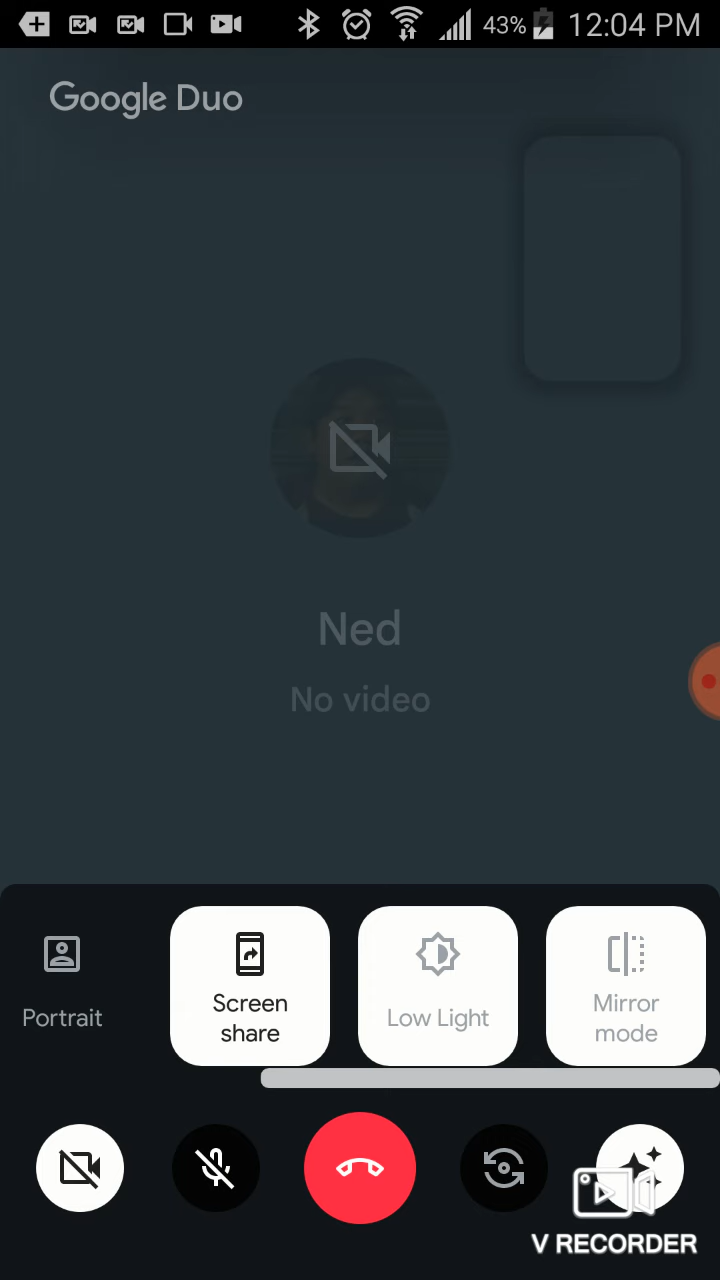 43% 12:04 PM
Google Duo
Ned
No video
Portrait
Screen
share
Low Light
Mirror
mode
V RECORDER